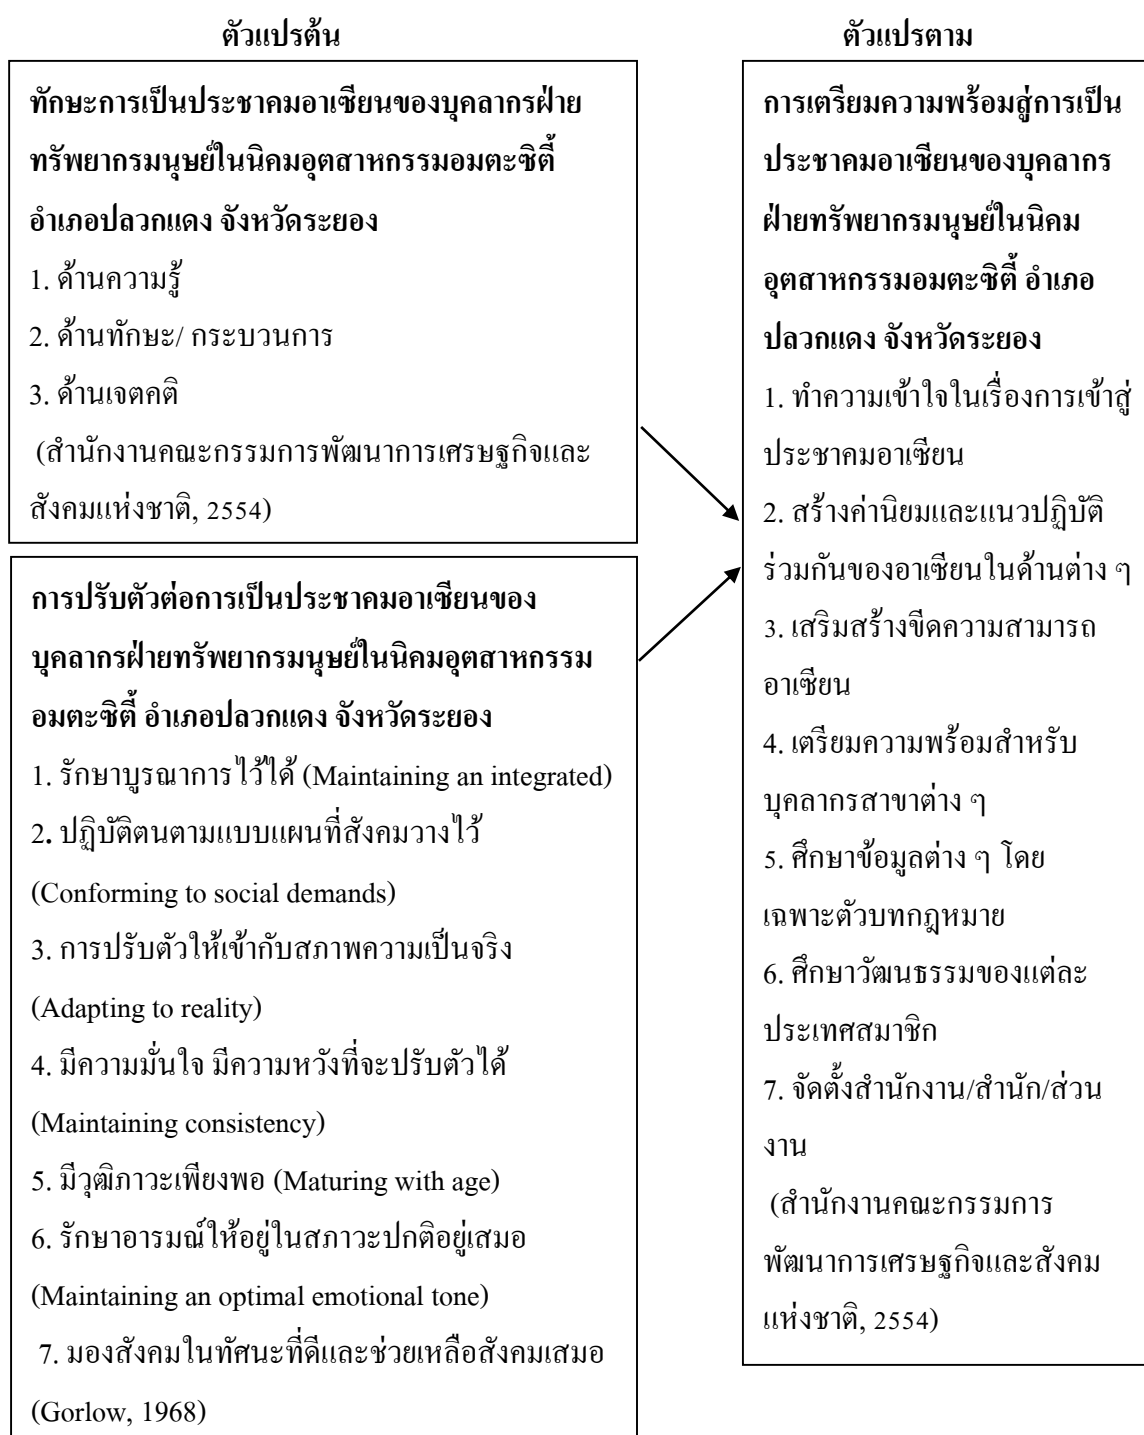 ตัวแปรต้น
ทักษะการเป็นประชาคมอาเซียนของบุคลากรฝ่าย
ทรัพยากรมนุษย์ในนิคมอุตสาหกรรมอมตะซิตี้
อำเภอปลวกแดง จังหวัดระยอง
1. ด้านความรู้
2. ด้านทักษะ/ กระบวนการ
3. ด้านเจตคติ
(สำนักงานคณะกรรมการพัฒนาการเศรษฐกิจและ
สังคมแห่งชาติ, 2554)
การปรับตัวต่อการเป็นประชาคมอาเซียนของ
บุคลากรฝ่ายทรัพยากรมนุษย์ในนิคมอุตสาหกรรม
อมตะซิตี้ อำเภอปลวกแดง จังหวัดระยอง
1. รักษาบูรณาการไว้ได้ (Maintaining an integrated)
2. ปฏิบัติตนตามแบบแผนที่สังคมวางไว้
(Conforming to social demands)
3. การปรับตัวให้เข้ากับสภาพความเป็นจริง
(Adapting to reality)
4. มีความมั่นใจ มีความหวังที่จะปรับตัวได้
(Maintaining consistency)
5. มีวุฒิภาวะเพียงพอ (Maturing with age)
6. รักษาอารมณ์ให้อยู่ในสภาวะปกติอยู่เสมอ
(Maintaining an optimal emotional tone)
7. มองสังคมในทัศนะที่ดีและช่วยเหลือสังคมเสมอ
(Gorlow, 1968)
ตัวแปรตาม
การเตรียมความพร้อมสู่การเป็น
ประชาคมอาเซียนของบุคลากร
ฝ่ายทรัพยากรมนุษย์ในนิคม
อุตสาหกรรมอมตะซิตี้ อำเภอ
ปลวกแดง จังหวัดระยอง
1. ทำความเข้าใจในเรื่องการเข้าสู่
ประชาคมอาเซียน
2. สร้างค่านิยมและแนวปฏิบัติ
ร่วมกันของอาเซียนในด้านต่าง ๆ
3. เสริมสร้างขีดความสามารถ
อาเซียน
4. เตรียมความพร้อมสำหรับ
บุคลากรสาขาต่าง ๆ
5. ศึกษาข้อมูลต่าง ๆ โดย
เฉพาะตัวบทกฎหมาย
6. ศึกษาวัฒนธรรมของแต่ละ
ประเทศสมาชิก
7. จัดตั้งสำนักงาน/สำนัก/ส่วน
งาน
(สำนักงานคณะกรรมการ
พัฒนาการเศรษฐกิจและสังคม
แห่งชาติ, 2554)